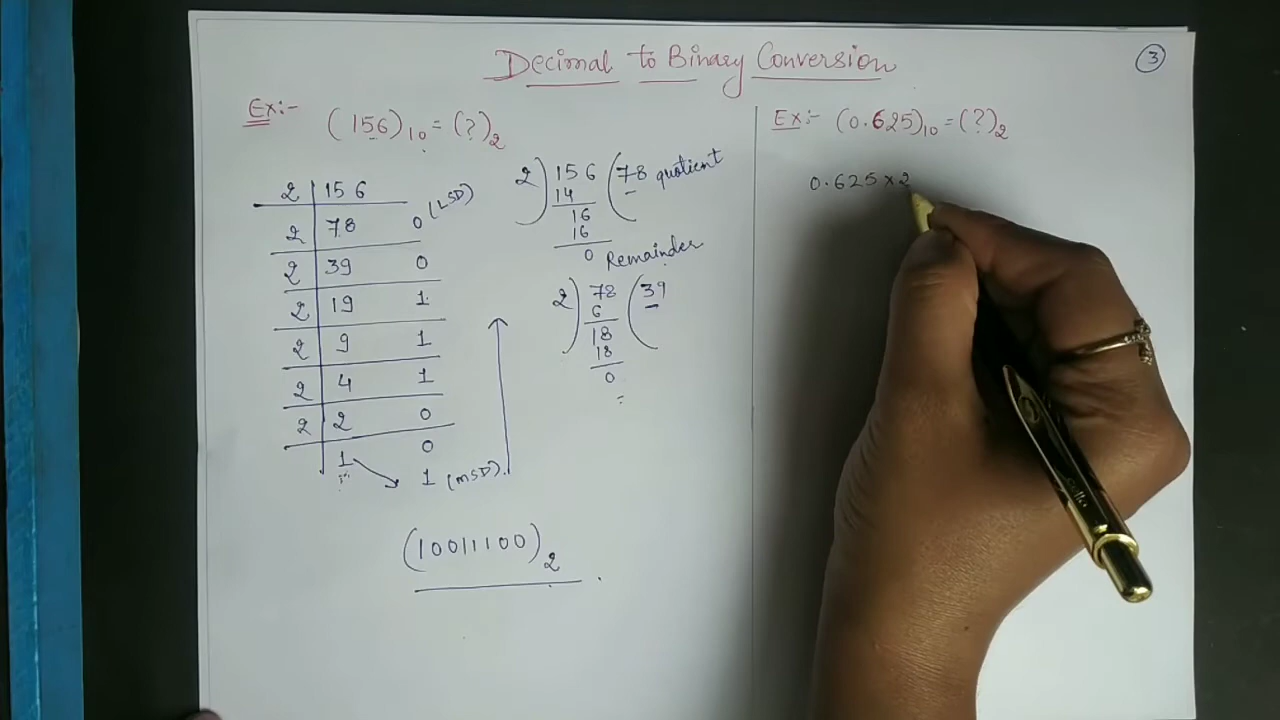 Decimal to Binary Conversion
3
Ex:- (156)10 = (?)2
2 156
2 78 0 (LSD)
2 39 0
2 19 1
2 9 1
2 4 1
2 2 0
1 0
1 (MSD)
(10011100)2
2) 156 (78 quotient
14
16
16
0 Remainder
2) 78 (39
6
18
18
0
=
Ex:- (0.625)10 = (?)2
0.625 x 2
cello